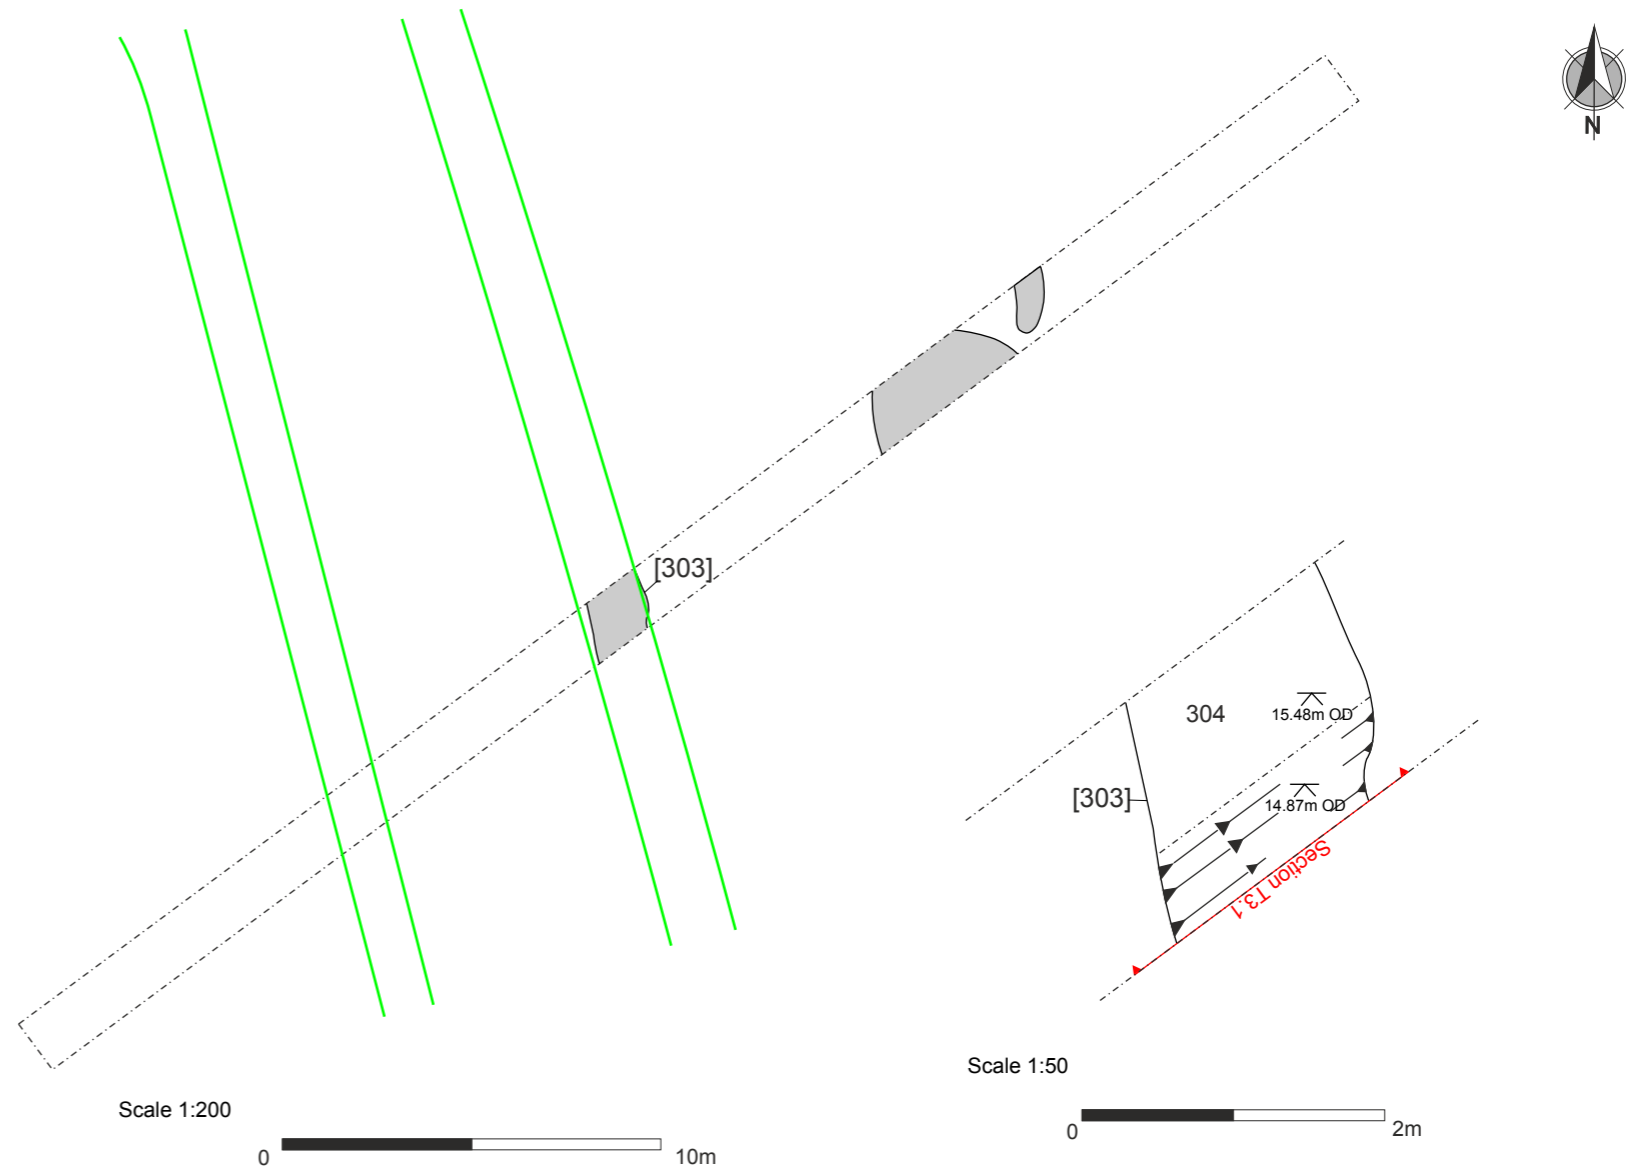 N
[303]
304
15.48m OD
[303]
14.87m OD
Section T3.1
Scale 1:50
0 2m
Scale 1:200
0 10m